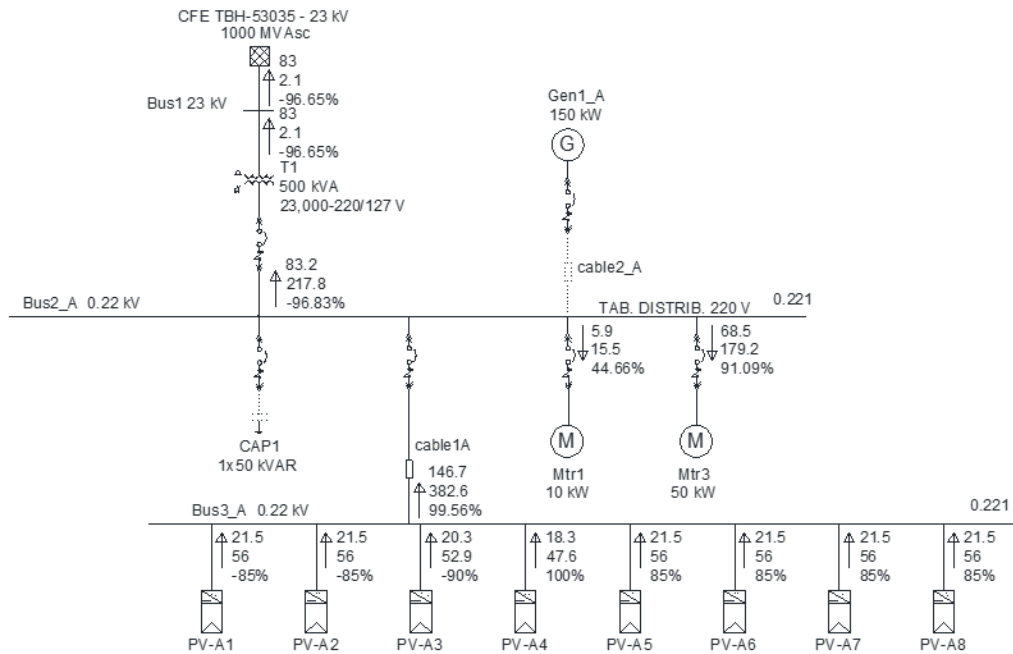 CFE TBH-53035 - 23 kV
1000 MVAsc
83
2.1
-96.65%
Bus1 23 kV
83
2.1
-96.65%
T1
500 kVA
23,000-220/127 V
Gen1_A
150 kW
G
cable2_A
83.2
217.8
-96.83%
Bus2_A 0.22 kV
TAB. DISTRIB. 220 V
0.221
5.9
15.5
44.66%
68.5
179.2
91.09%
CAP1
1x50 kVAR
cable1A
146.7
382.6
99.56%
M
Mtr1
10 kW
M
Mtr3
50 kW
Bus3_A 0.22 kV
0.221
21.5
56
-85%
21.5
56
-85%
20.3
52.9
-90%
18.3
47.6
100%
21.5
56
85%
21.5
56
85%
21.5
56
85%
21.5
56
85%
PV-A1
PV-A2
PV-A3
PV-A4
PV-A5
PV-A6
PV-A7
PV-A8